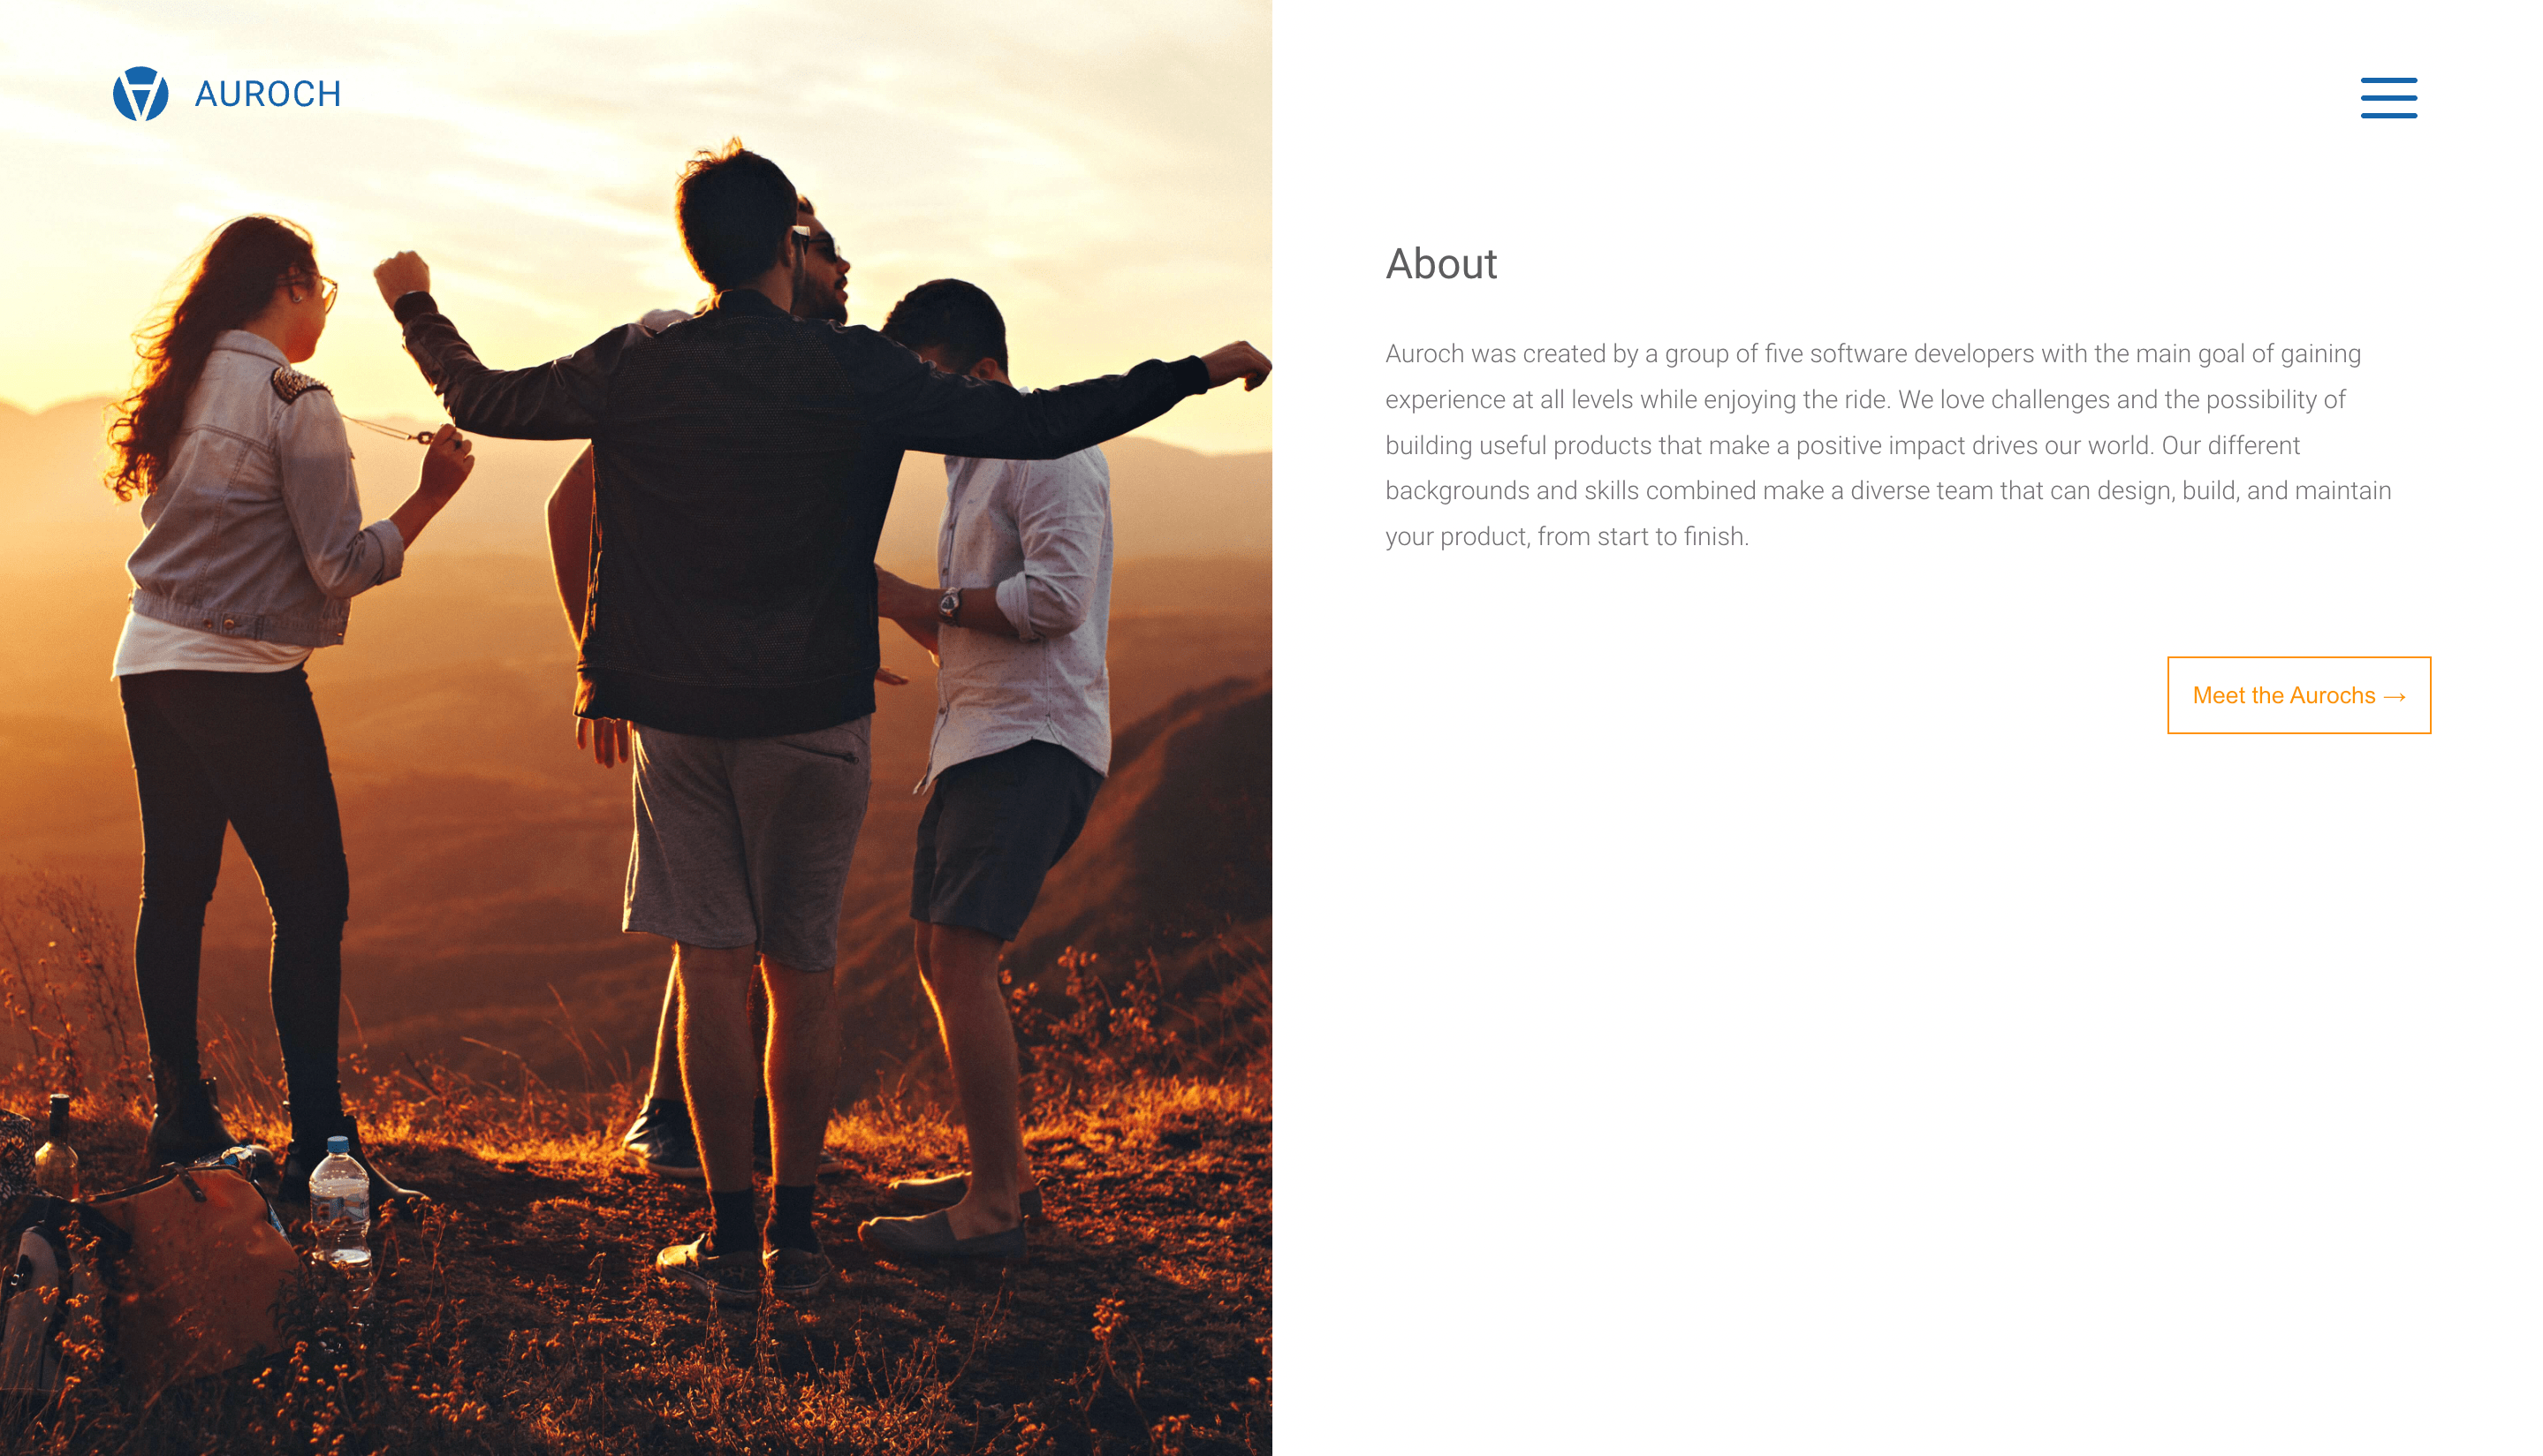 AUROCH
About
Auroch was created by a group of five software developers with the main goal of gaining
experience at all levels while enjoying the ride. We love challenges and the possibility of
building useful products that make a positive impact drives our world. Our different
backgrounds and skills combined make a diverse team that can design, build, and maintain
your product, from start to finish.
Meet the Aurochs →